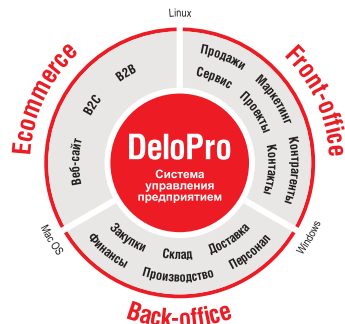 Linux
Ecommerce
Front-office
Веб-сайт
B2C
B2B
Продажи
Маркетинг
Контрагенты
Сервис
Проекты
Контакты
DeloPro
Система
управления
предприятием
Mac OS
Windows
Закупки
Склад
Доставка
Финансы
Производство
Персонал
Back-office